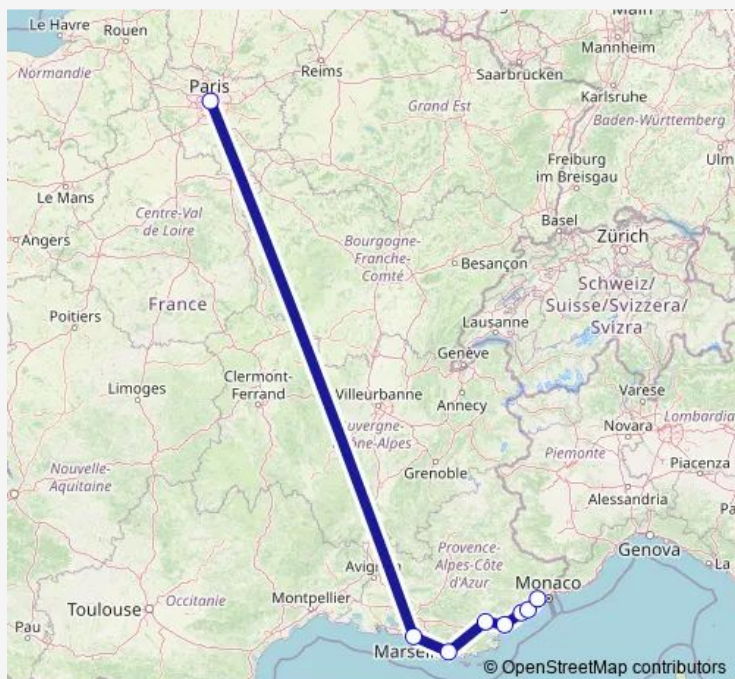 Le Havre
Rouen
Main
Mannheim
Reims
Saarbrücken
Normandie
Paris
Karlsruhe
Grand Est
Baden-Württemberg
Ulm
Freiburg
im Breisgau
Le Mans
Centre-Val
de Loire
Basel
Zürich
Angers
Bourgogne-
Franche-
Comté
Besançon
Schweiz/
Suisse/Svizzera/
Svizra
France
Poitiers
Lausanne
Genève
Clermont-
Ferrand
Limoges
Villeurbanne
Annecy
Varese
Lombardia
Novara
Grenoble
Piemonte
Piacenza
Nouvelle-
Aquitaine
Alessandria
Genova
Provence-
Alpes-Côte
d'Azur
La
Monaco
Occitanie
Montpellier
Toulouse
Pau
© OpenStreetMap contributors